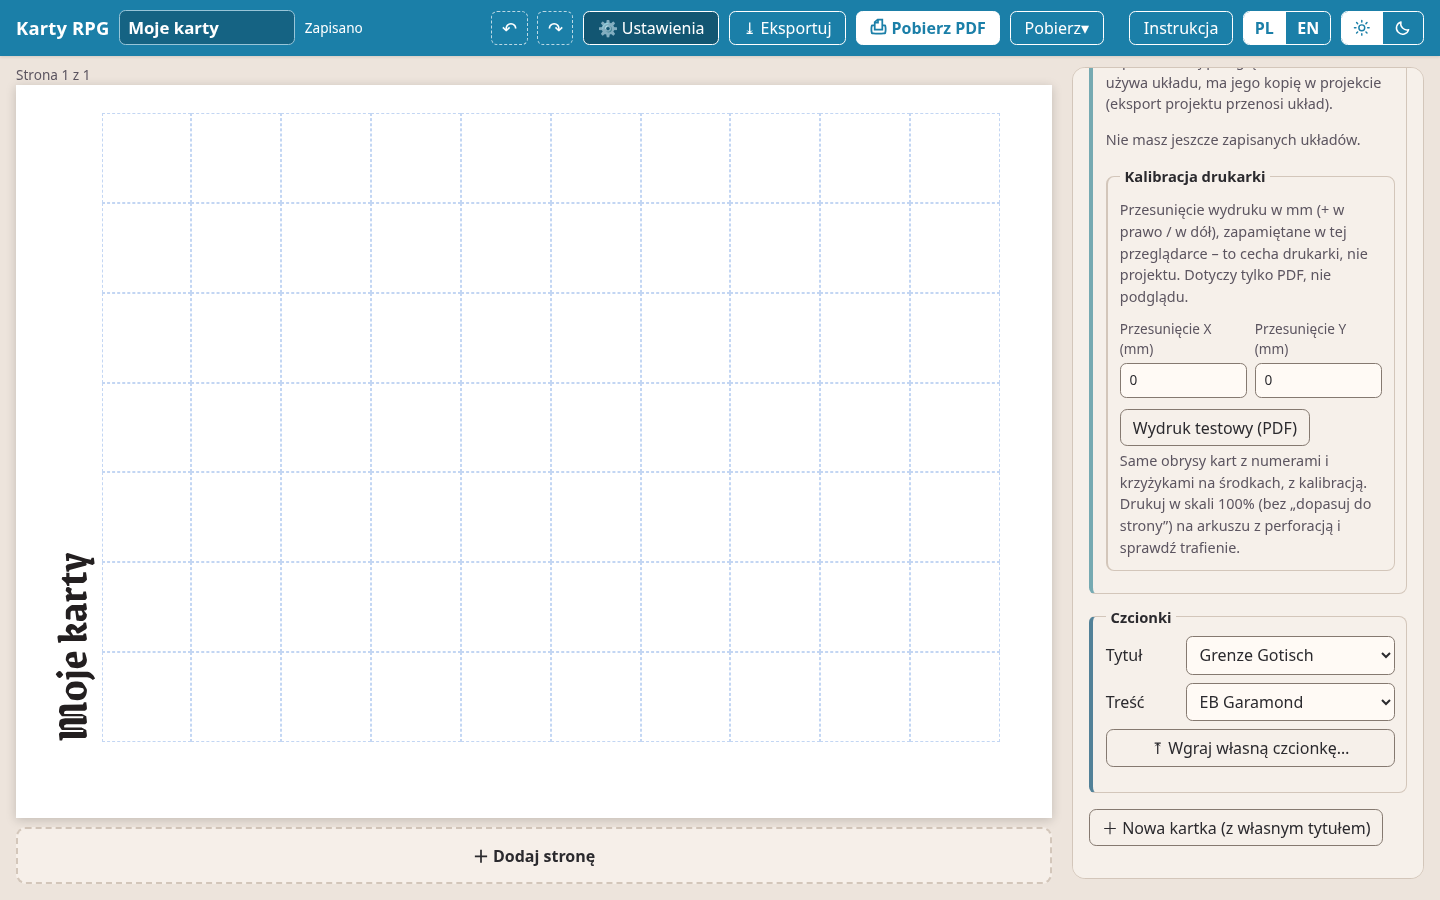 Karty RPG
Moje karty
Zapisano
↶
↷
⚙️ Ustawienia
⤓ Eksportuj
Pobierz PDF
Pobierz▾
Instrukcja
PL
EN
Strona 1 z 1
Moje karty
+ Dodaj stronę
używa układu, ma jego kopię w projekcie
(eksport projektu przenosi układ).
Nie masz jeszcze zapisanych układów.
Kalibracja drukarki
Przesunięcie wydruku w mm (+ w
prawo / w dół), zapamiętane w tej
przeglądarce – to cecha drukarki, nie
projektu. Dotyczy tylko PDF, nie
podglądu.
Przesunięcie X
(mm)
Przesunięcie Y
(mm)
0
0
Wydruk testowy (PDF)
Same obrysy kart z numerami i
krzyżykami na środkach, z kalibracją.
Drukuj w skali 100% (bez „dopasuj do
strony”) na arkuszu z perforacją i
sprawdź trafienie.
Czcionki
Tytuł
Grenze Gotisch
Treść
EB Garamond
⤒ Wgraj własną czcionkę...
+ Nowa kartka (z własnym tytułem)